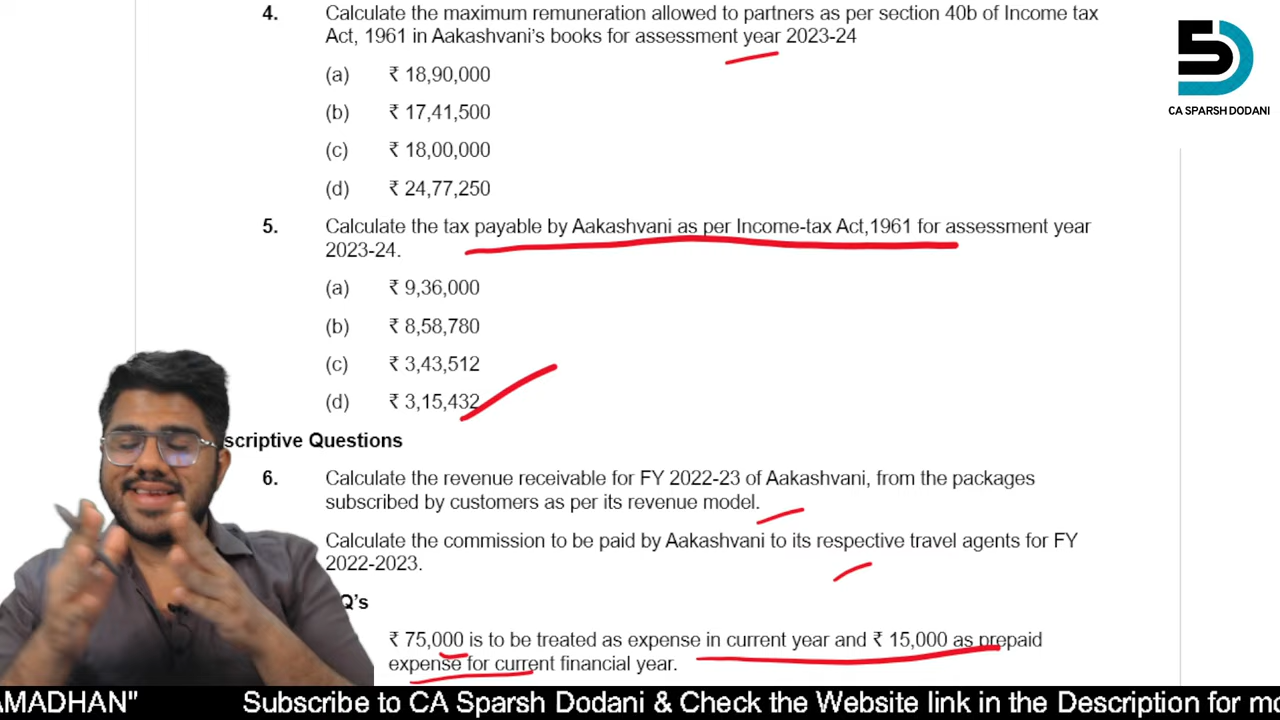 4. Calculate the maximum remuneration allowed to partners as per section 40b of Income tax
Act, 1961 in Aakashvani's books for assessment year 2023-24
(a) ₹ 18,90,000
(b) ₹ 17,41,500
(c) ₹ 18,00,000
(d) ₹ 24,77,250
5. Calculate the tax payable by Aakashvani as per Income-tax Act,1961 for assessment year
2023-24.
(a) ₹ 9,36,000
(b) ₹ 8,58,780
(c) ₹ 3,43,512
(d) ₹ 3,15,432
scriptive Questions
6. Calculate the revenue receivable for FY 2022-23 of Aakashvani, from the packages
subscribed by customers as per its revenue model.
Calculate the commission to be paid by Aakashvani to its respective travel agents for FY
2022-2023.
Q's
₹ 75,000 is to be treated as expense in current year and ₹ 15,000 as prepaid
expense for current financial year.
5D
CA SPARSH DODANI
AMADHAN" Subscribe to CA Sparsh Dodani & Check the Website link in the Description for mo